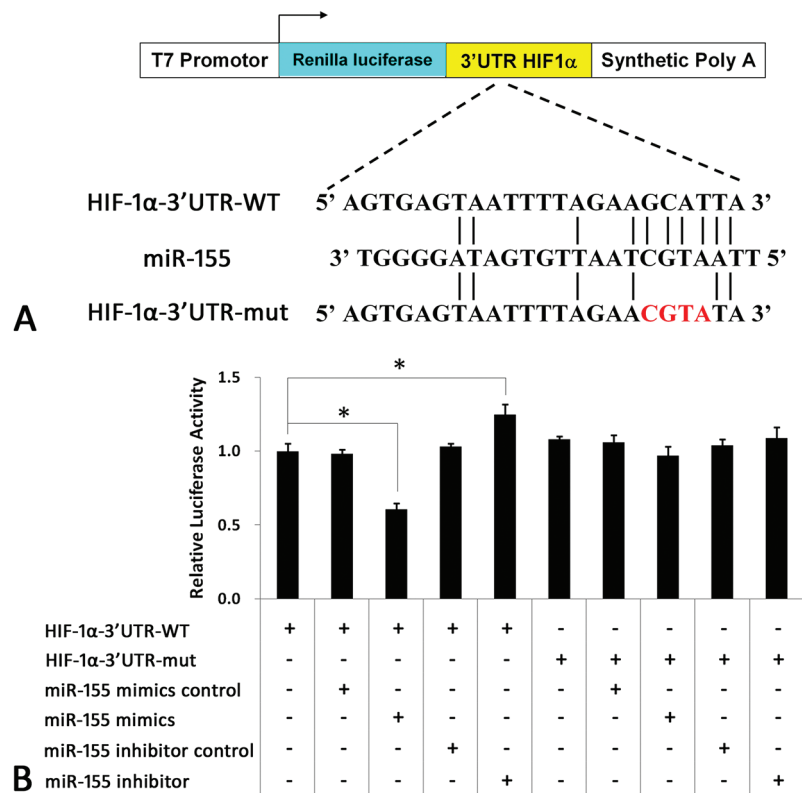 T7 Promotor Renilla luciferase 3'UTR HIF1α Synthetic Poly A
HIF-1α-3'UTR-WT 5' AGTGAGTAATTTTAGAAGCATTA 3'
miR-155 3' TGGGGATAGTGTTAATCGTAATT 5'
HIF-1α-3'UTR-mut 5' AGTGAGTAATTTTAGAACGTATA 3'
A
*
*
Relative Luciferase Activity
1.5
1.0
0.5
0.0
HIF-1α-3'UTR-WT + + + + + - - - - -
HIF-1α-3'UTR-mut - - - - - + + + + +
miR-155 mimics control - + - - - - + - - -
miR-155 mimics - - + - - - - + - -
miR-155 inhibitor control - - - + - - - - + -
miR-155 inhibitor - - - - + - - - - +
B